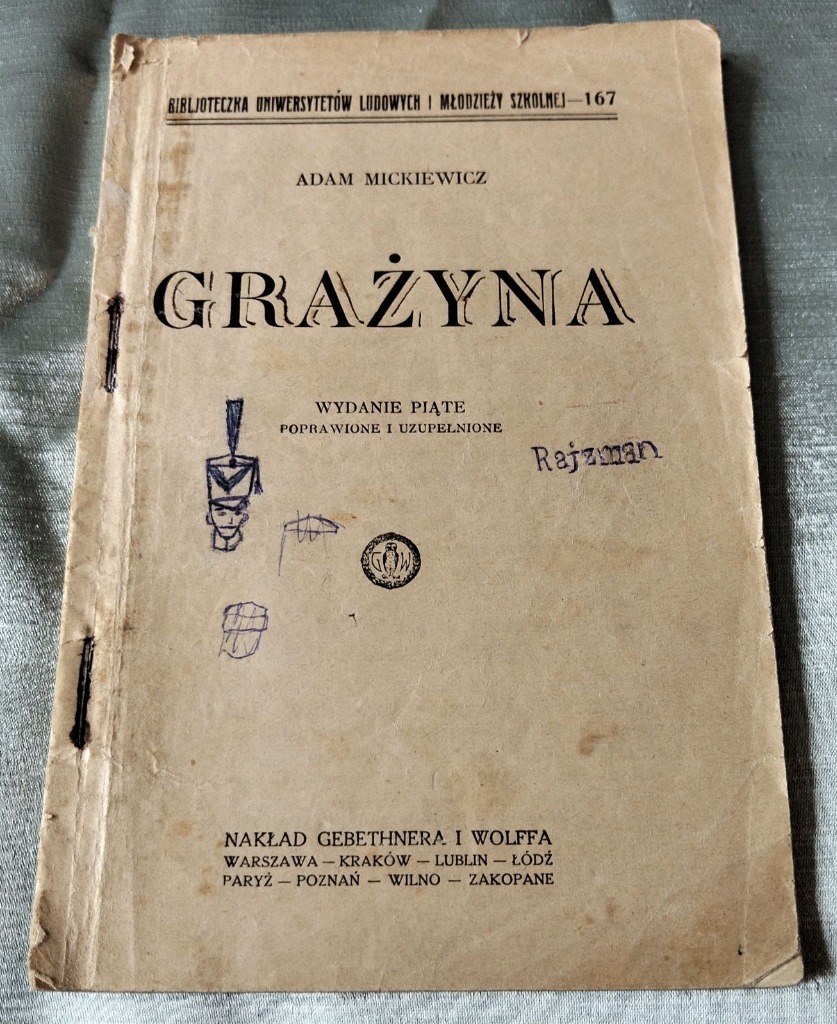 BIBLJOTECZKA UNIWERSYTETÓW LUDOWYCH I MŁODZIEŻY SZKOLNEJ—167
ADAM MICKIEWICZ
GRAŻYNA
WYDANIE PIĄTE
POPRAWIONE I UZUPEŁNIONE
Rajzman
G W
NAKŁAD GEBETHNERA I WOLFFA
WARSZAWA — KRAKÓW — LUBLIN — ŁÓDŹ
PARYŻ — POZNAŃ — WILNO — ZAKOPANE